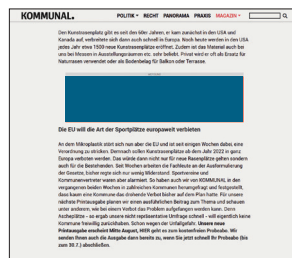 KOMMUNAL.
POLITIK RECHT PANORAMA PRAXIS MAGAZIN
Den Kunstrasenplatz gibt es seit den 60er Jahren, er kam zunächst in den USA und
Kanada auf, verbreitete sich dann auch schnell in Europa. Noch heute werden in den USA
jedes Jahr etwa 1500 neue Kunstrasenplätze eröffnet. Zudem ist das Material auch bei
uns bei Messen in Ausstellungsräumen etc. sehr beliebt. Privat wird er oft als Ersatz für
Naturrasen verwendet oder als Bodenbelag für Balkon oder Terrasse.
Die EU will die Art der Sportplätze europaweit verbieten
An dem Mikroplastik stört sich nun aber die EU und ist seit einigen Wochen dabei, eine
Verordnung zu stricken. Demnach sollen Kunstrasenplätze ab dem Jahr 2022 in ganz
Europa verboten werden. Das würde dann nicht nur für neue Rasenplätze gelten sondern
auch für die Bestehenden. Seit Wochen arbeiten die Fachleute an der Ausformulierung
der Gesetze, bisher regte sich nur wenig Widerstand. Sportvereine und
Kommunenvertreter waren aber alarmiert. So haben auch wir von KOMMUNAL in den
vergangenen beiden Wochen in zahlreichen Kommunen herumgefragt und festgestellt,
dass kaum eine Kommune das drohende Verbot bisher auf dem Plan hatte. Für unsere
nächste Printausgabe planen wir einen ausführlichen Beitrag zum Thema und schauen
unter anderem, wie bei einem Verbot das Problem aufgefangen werden kann. Denn
Ascheplätze - so ergab unsere nicht repräsentative Umfrage schnell - will eigentlich keine
Kommune freiwillig zurückhaben. Schon wegen der Unfallgefahr. Unsere neue
Printausgabe erscheint Mitte August, HIER geht es zum kostenfreien Probeabo. Wir
senden Ihnen auch die Ausgabe dann bereits zu, wenn Sie jetzt schnell Ihr Probeabo (bis
zum 30.7.) abschließen.